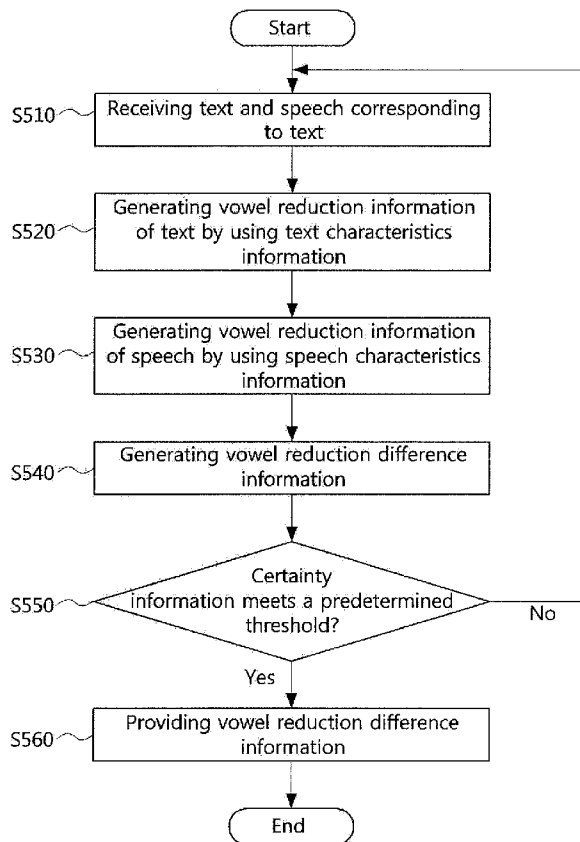 Start
S510
Receiving text and speech corresponding
to text
S520
Generating vowel reduction information
of text by using text characteristics
information
S530
Generating vowel reduction information
of speech by using speech characteristics
information
S540
Generating vowel reduction difference
information
S550
Certainty
information meets a predetermined
threshold?
No
Yes
S560
Providing vowel reduction difference
information
End